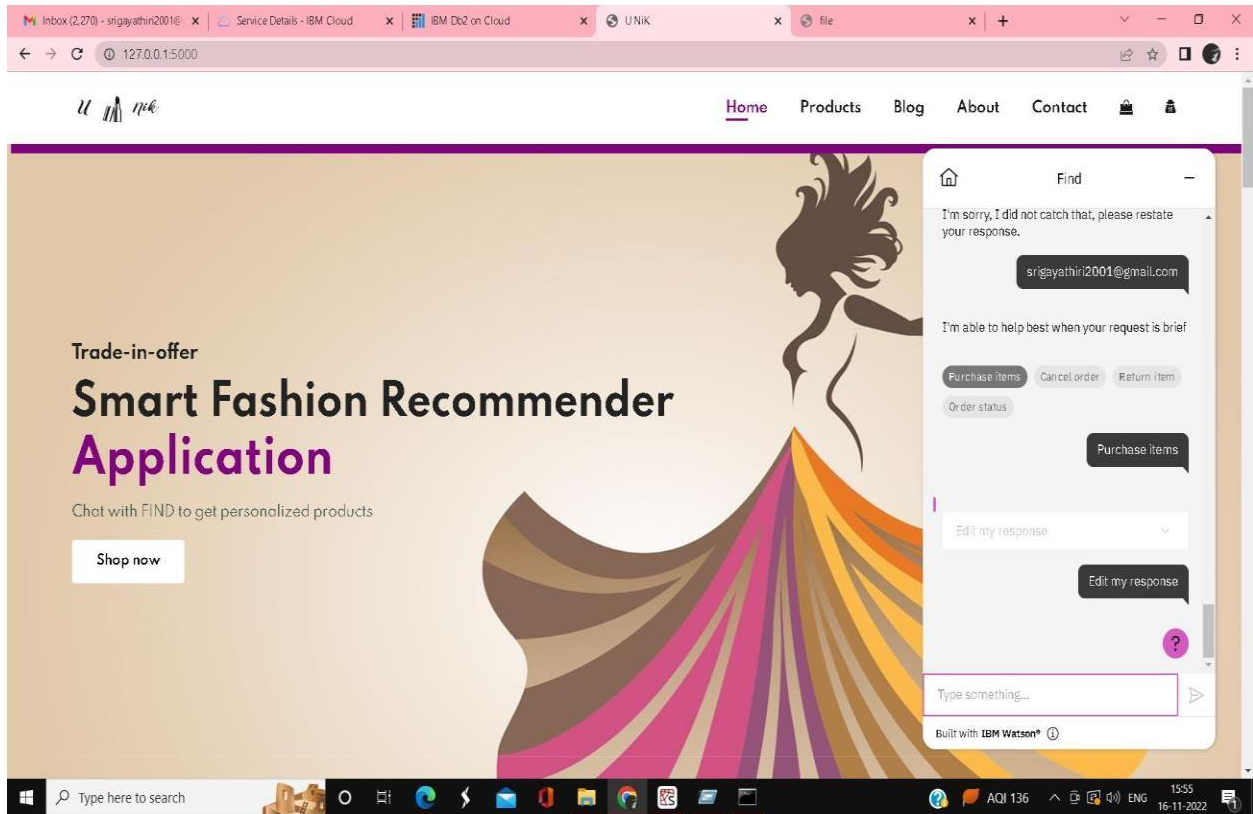 Inbox (2,270) - srigayathiri2001@
Service Details - IBM Cloud
IBM Db2 on Cloud
UNiK
file
127.0.0.1:5000
U nik
Home Products Blog About Contact
Find
I'm sorry, I did not catch that, please restate
your response.
srigayathiri2001@gmail.com
I'm able to help best when your request is brief
Purchase items Cancel order Return item
Order status
Purchase items
Edit my response
Edit my response
?
Type something...
Built with IBM Watson®
Trade-in-offer
Smart Fashion Recommender
Application
Chat with FIND to get personalized products
Shop now
Type here to search
AQI 136
ENG
15:55
16-11-2022
1